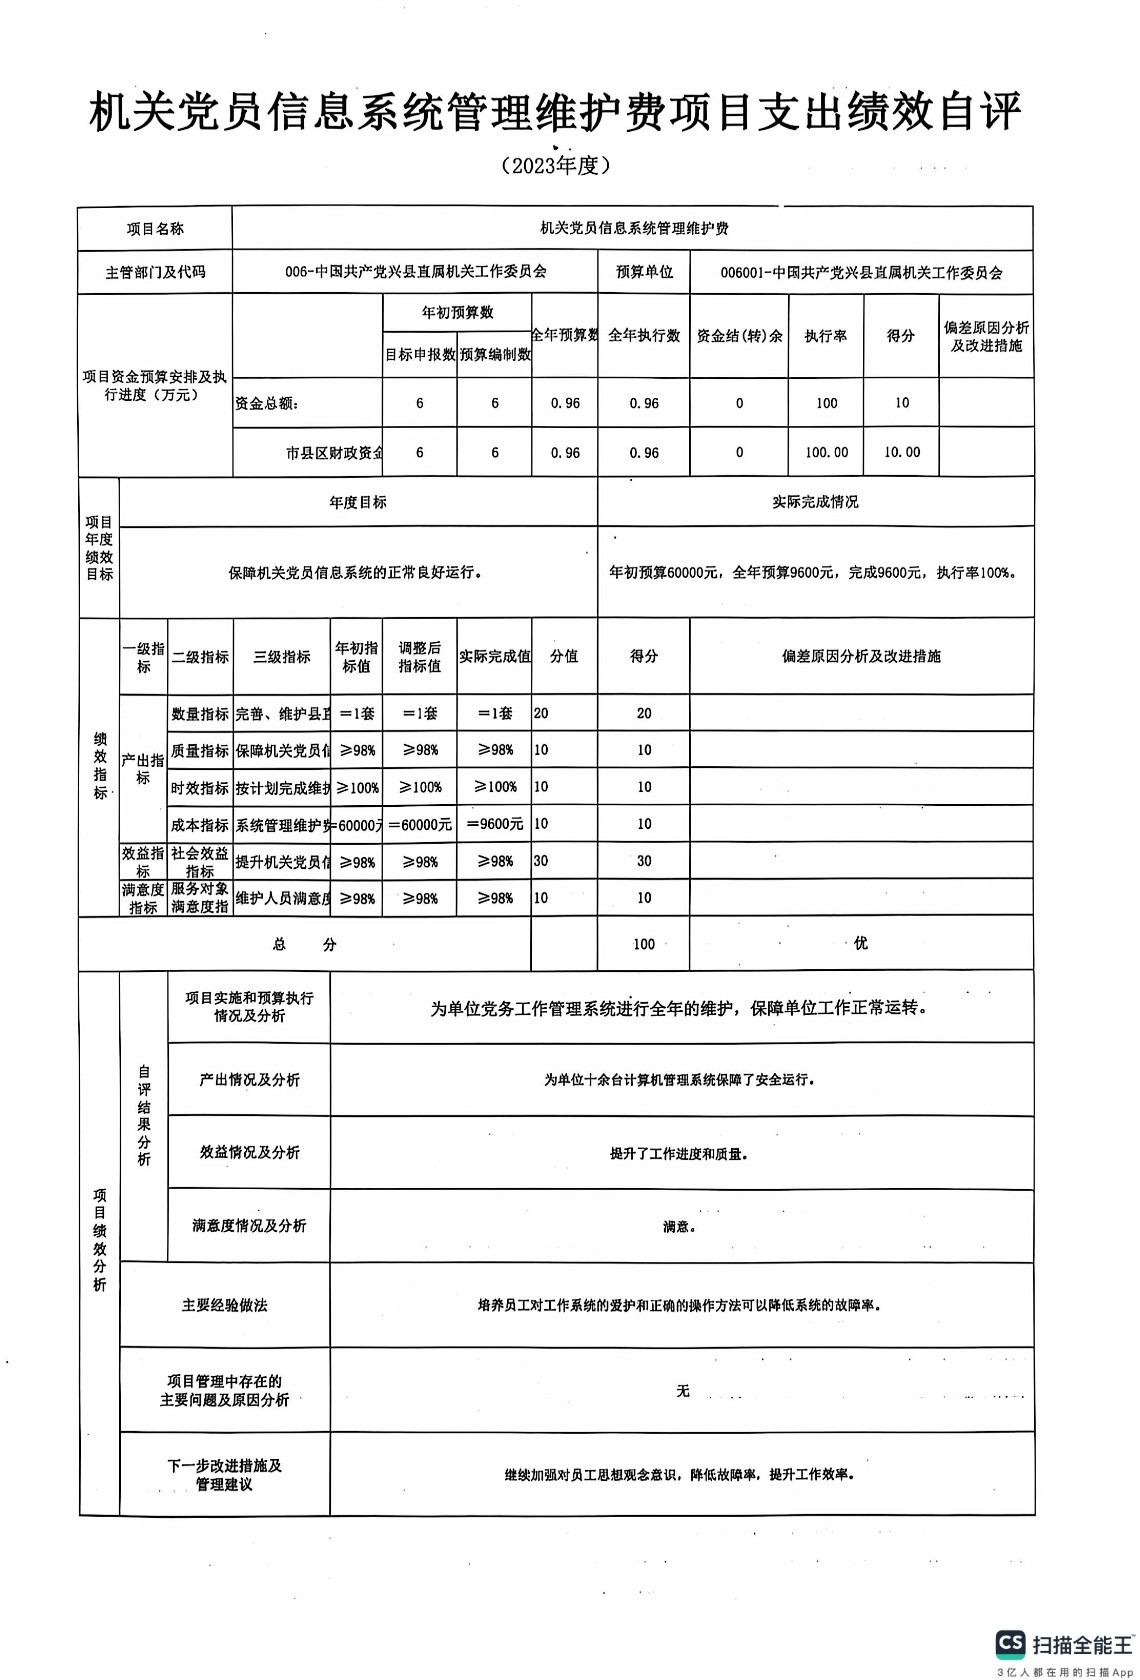 机关党员信息系统管理维护费项目支出绩效自评
（2023年度）
项目名称
机关党员信息系统管理维护费
主管部门及代码
006-中国共产党兴县直属机关工作委员会
预算单位
006001-中国共产党兴县直属机关工作委员会
项目资金预算安排及执
行进度（万元）
年初预算数
目标申报数
预算编制数
全年预算数
全年执行数
资金结(转)余
执行率
得分
偏差原因分析
及改进措施
资金总额：
6
6
0.96
0.96
0
100
10
市县区财政资金
6
6
0.96
0.96
0
100.00
10.00
项目
年度
绩效
目标
年度目标
实际完成情况
保障机关党员信息系统的正常良好运行。
年初预算60000元，全年预算9600元，完成9600元，执行率100%。
绩效指标
一级指
标
二级指标
三级指标
年初指
标值
调整后
指标值
实际完成值
分值
得分
偏差原因分析及改进措施
产出指
标
数量指标
完善、维护县直
＝1套
＝1套
＝1套
20
20
质量指标
保障机关党员信
≥98%
≥98%
≥98%
10
10
时效指标
按计划完成维护
≥100%
≥100%
≥100%
10
10
成本指标
系统管理维护费
＝60000元
＝60000元
＝9600元
10
10
效益指
标
社会效益
指标
提升机关党员信
≥98%
≥98%
≥98%
30
30
满意度
指标
服务对象
满意度指
维护人员满意度
≥98%
≥98%
≥98%
10
10
总 分
100
优
项目绩效分析
自评结果分析
项目实施和预算执行
情况及分析
为单位党务工作管理系统进行全年的维护，保障单位工作正常运转。
产出情况及分析
为单位十余台计算机管理系统保障了安全运行。
效益情况及分析
提升了工作进度和质量。
满意度情况及分析
满意。
主要经验做法
培养员工对工作系统的爱护和正确的操作方法可以降低系统的故障率。
项目管理中存在的
主要问题及原因分析
无
下一步改进措施及
管理建议
继续加强对员工思想观念意识，降低故障率，提升工作效率。
CS 扫描全能王
3亿人都在用的扫描App